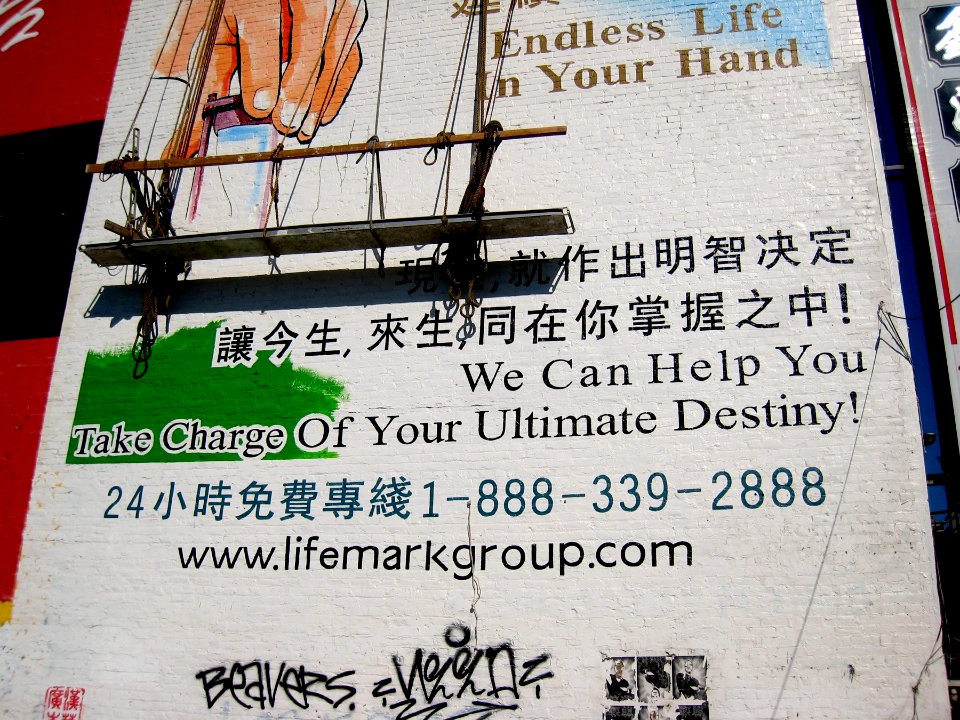 Endless Life
In Your Hand
就作出明智决定
讓今生, 來生, 同在你掌握之中!
We Can Help You
Take Charge Of Your Ultimate Destiny!
24小時免費專綫1-888-339-2888
www.lifemarkgroup.com
BEAVERS.